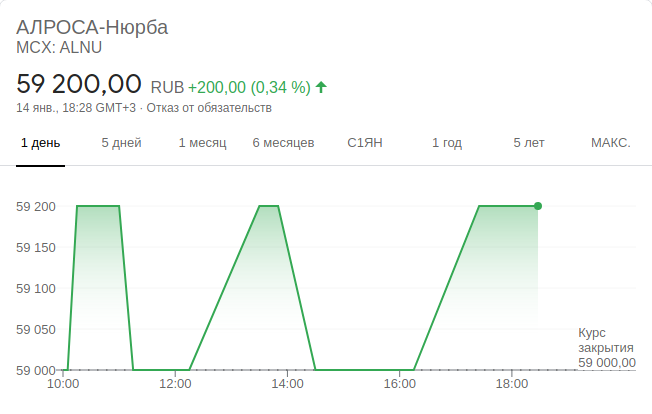 АЛРОСА-Нюрба
MCX: ALNU
59 200,00 RUB +200,00 (0,34 %)
14 янв., 18:28 GMT+3 · Отказ от обязательств
1 день 5 дней 1 месяц 6 месяцев С1ЯН 1 год 5 лет МАКС.
59 200
59 150
59 100
59 050
59 000
Курс
закрытия
59 000,00
10:00 12:00 14:00 16:00 18:00